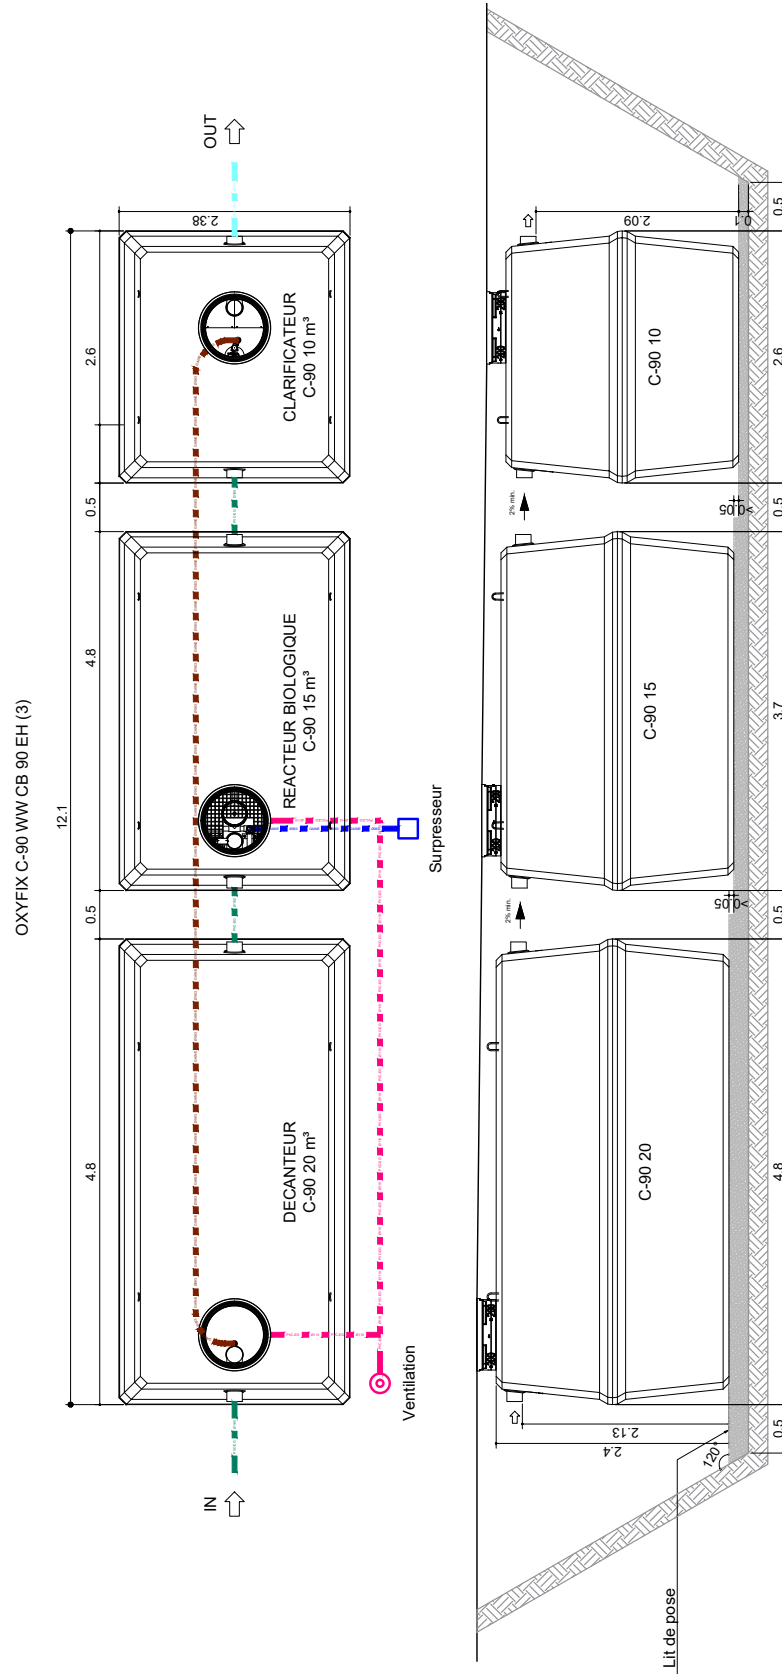 OXYFIX C-90 WW CB 90 EH (3)
12.1
4.8
0.5
4.8
0.5
2.6
2.38
IN
OUT
DECANTEUR
C-90 20 m³
REACTEUR BIOLOGIQUE
C-90 15 m³
CLARIFICATEUR
C-90 10 m³
Ventilation
Surpresseur
2% min.
2% min.
C-90 20
C-90 15
C-90 10
2.4
2.13
2.09
0.1
>0.05
>0.05
120°
Lit de pose
0.5
4.8
0.5
3.7
0.5
2.6
0.5